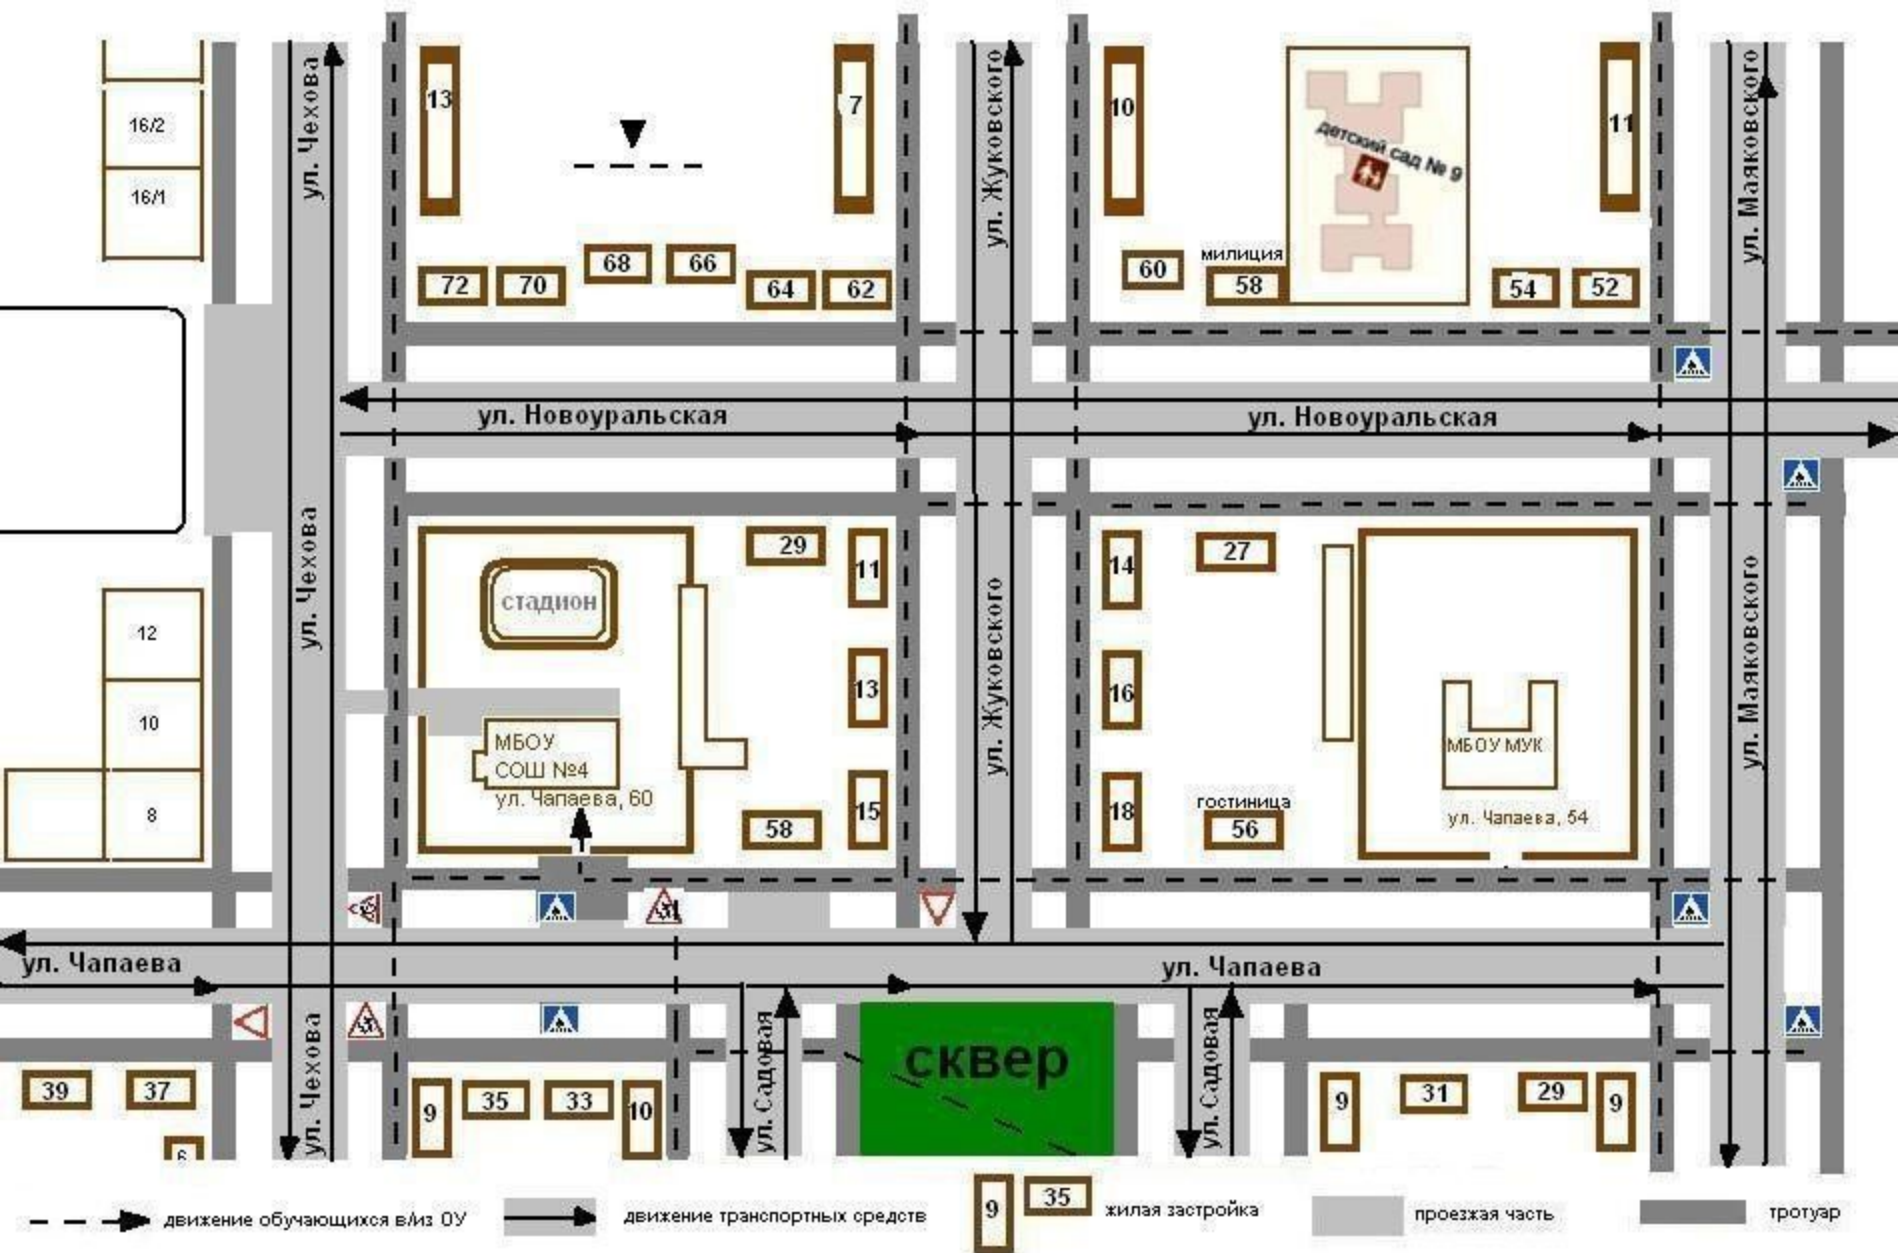 ул. Чехова
ул. Жуковского
ул. Маяковского
16/2
13
7
10
11
детский сад № 9
16/1
72
70
68
66
64
62
60
милиция
58
54
52
ул. Новоуральская
ул. Новоуральская
ул. Чехова
ул. Жуковского
ул. Маяковского
стадион
29
11
14
27
12
13
16
10
МБОУ
СОШ №4
ул. Чапаева, 60
МБОУ МУК
ул. Чапаева, 54
8
58
15
18
гостиница
56
ул. Чапаева
ул. Чапаева
ул. Чехова
ул. Садовая
сквер
ул. Садовая
39
37
6
9
35
33
10
9
31
29
9
движение обучающихся в/из ОУ
движение транспортных средств
9
35
жилая застройка
проезжая часть
тротуар